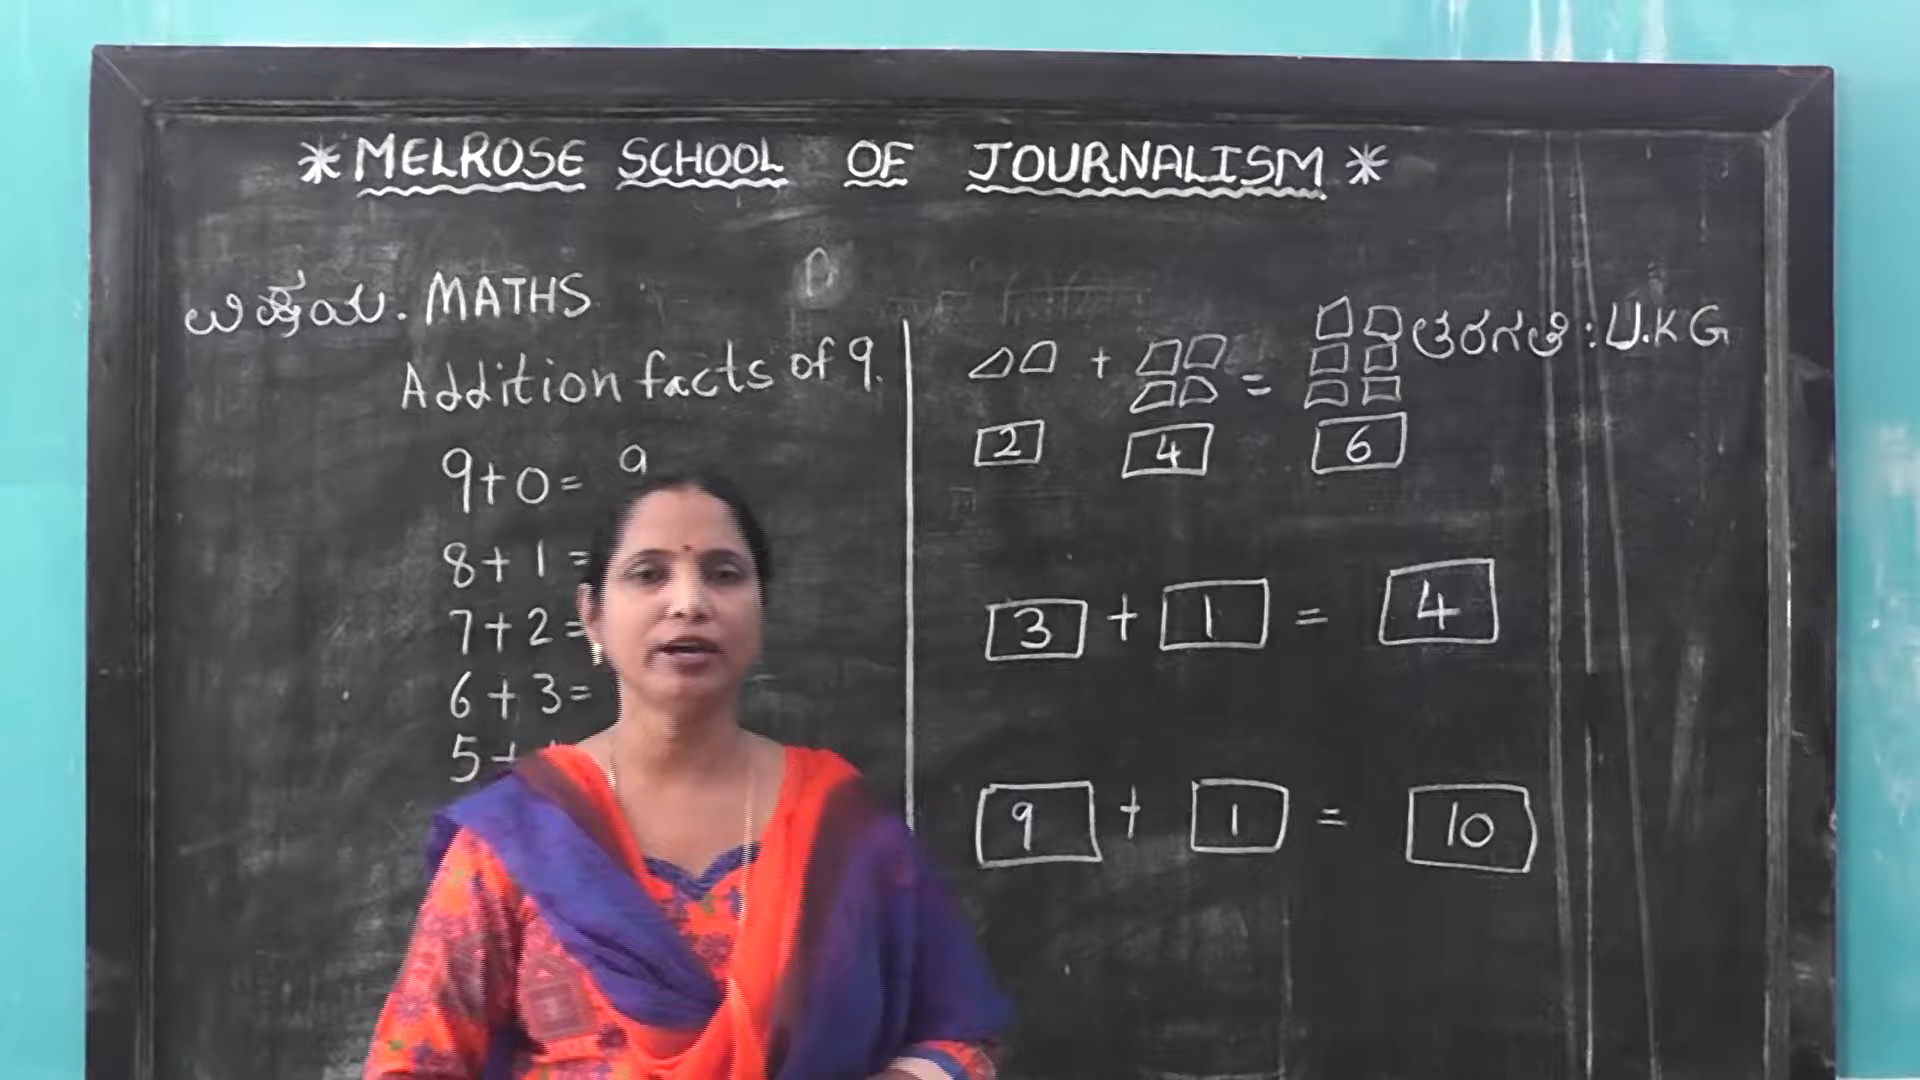 * MELROSE SCHOOL OF JOURNALISM *
ವಿಷಯ. MATHS
Addition facts of 9.
9+0= 9
8+1=
7+2=
6+3=
5+
+ =
ತರಗತಿ: U.KG
2 4 6
3 + 1 = 4
9 + 1 = 10